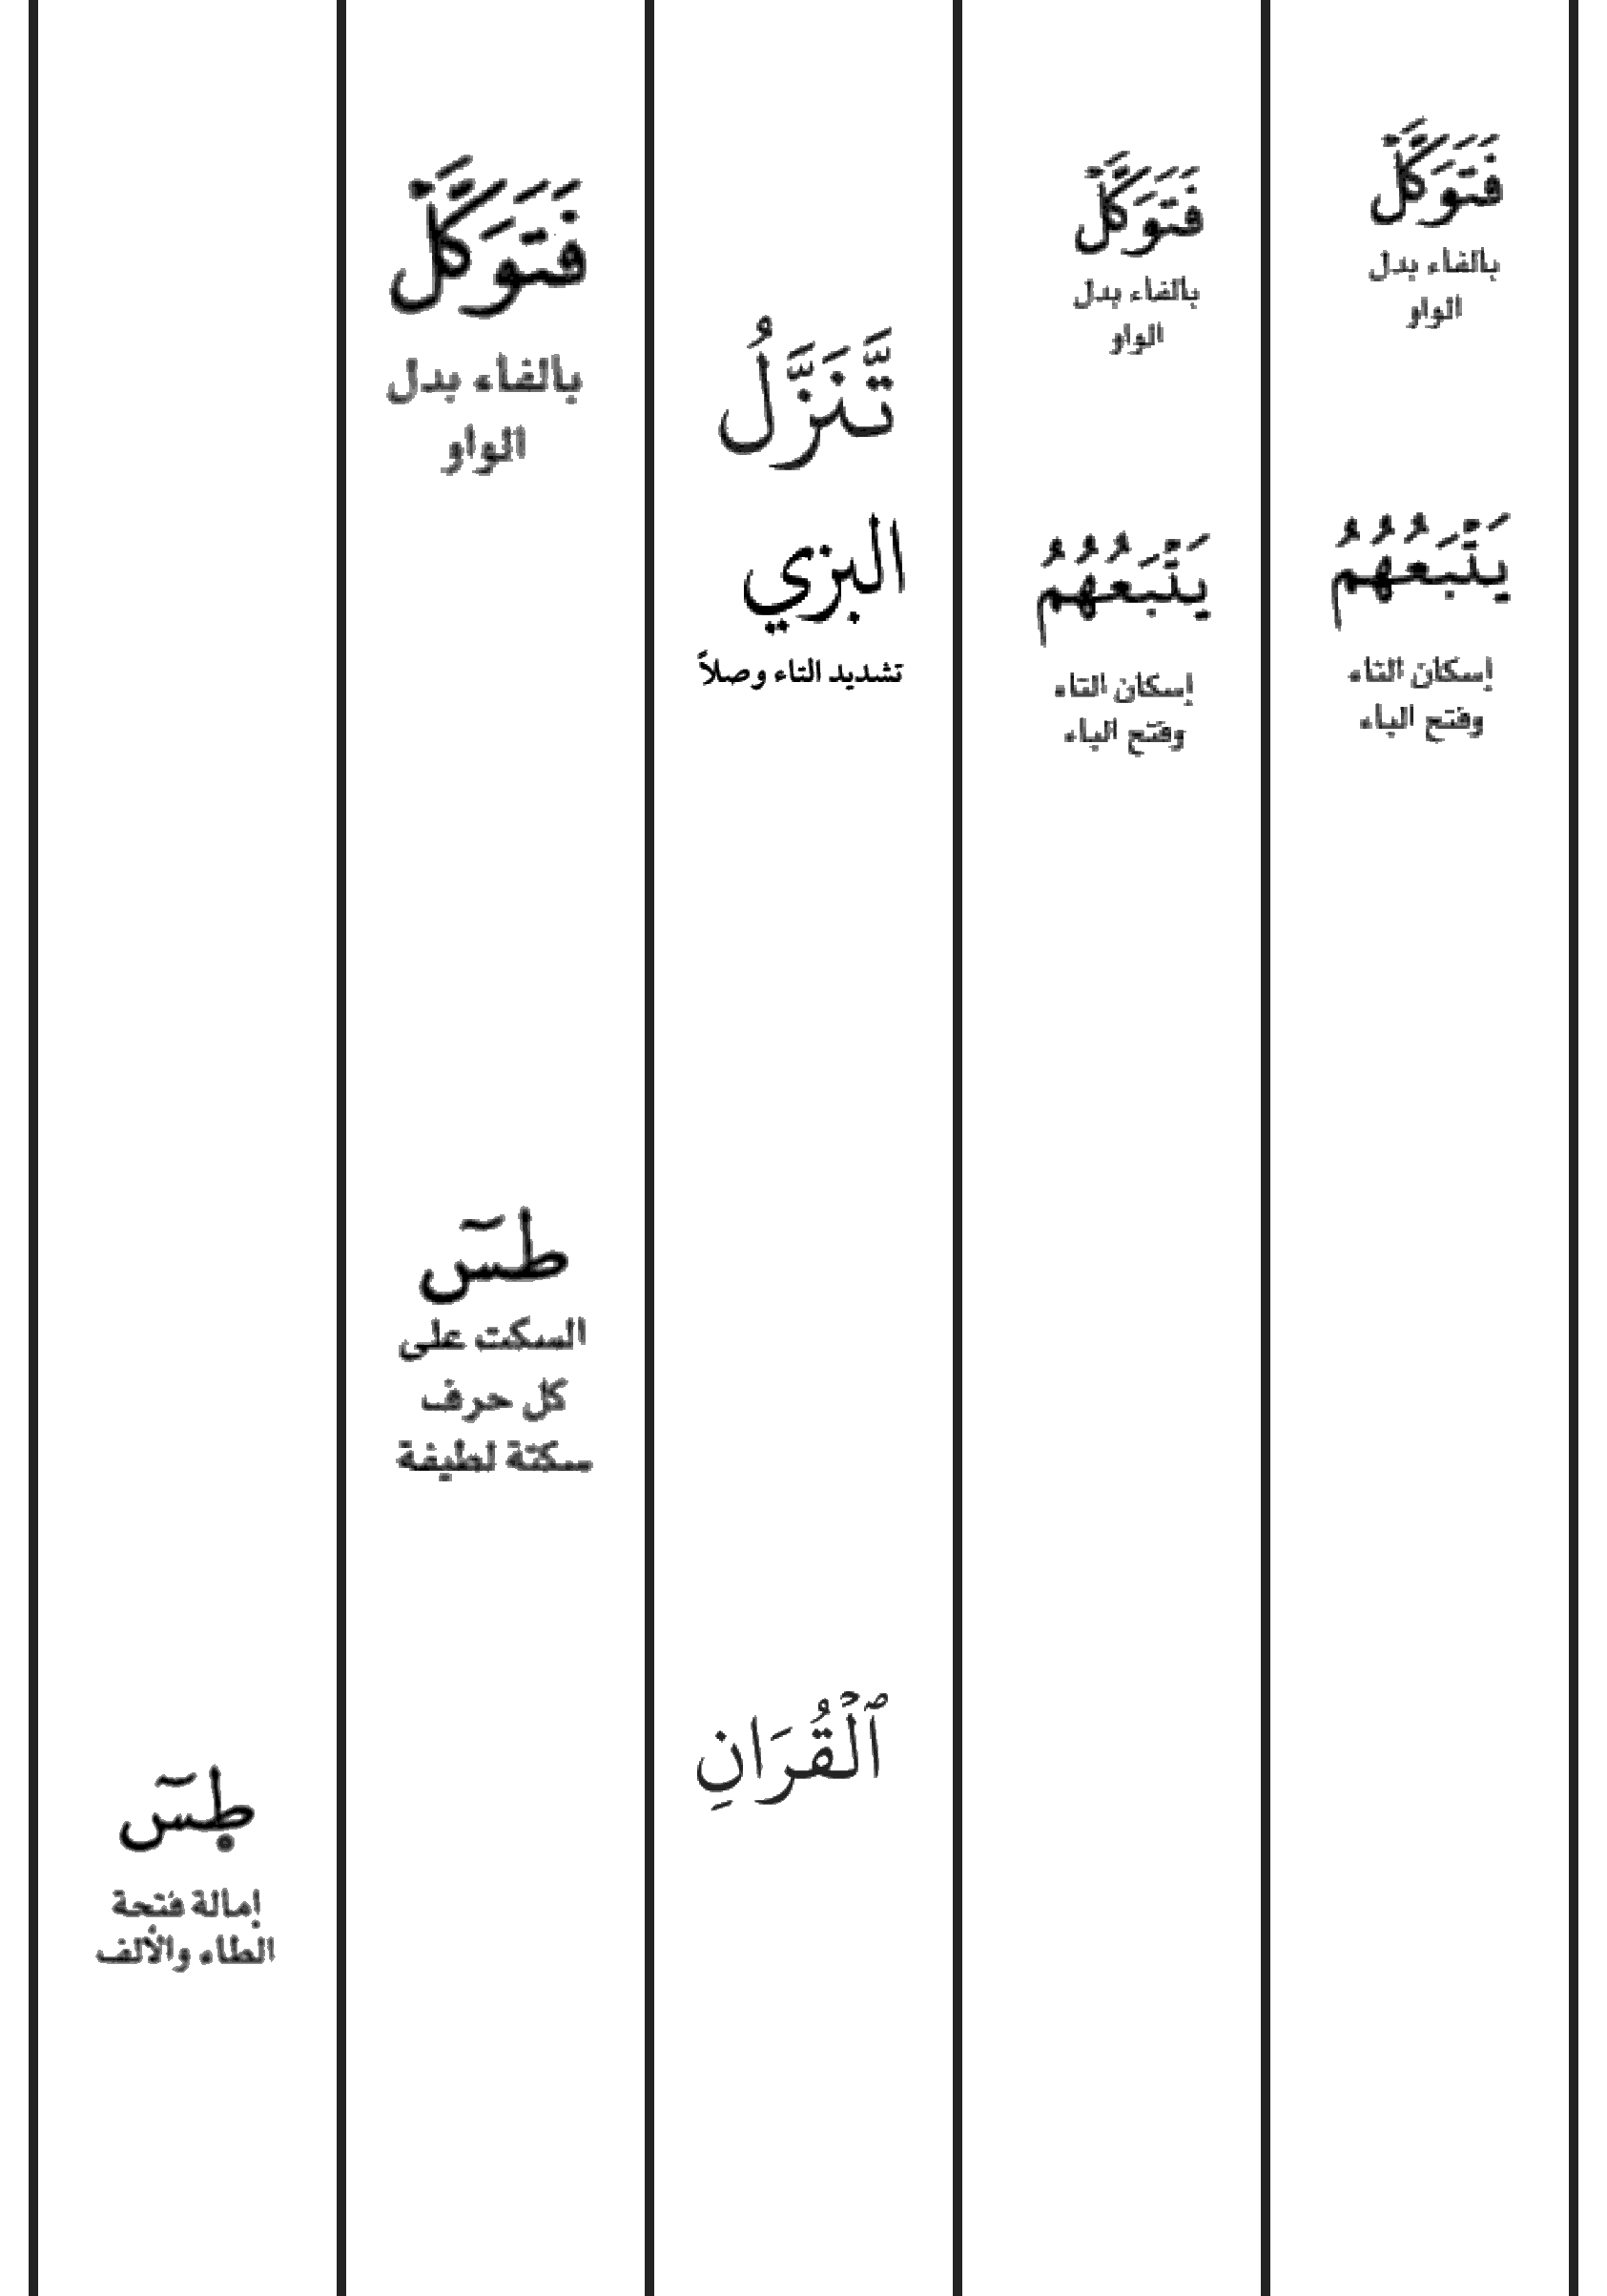 فَتَوَكَّلْ
بالفاء بدل
الواو
يَتْبَعُهُمُ
إسكان التاء
وفتح الباء
فَتَوَكَّلْ
بالفاء بدل
الواو
يَتْبَعُهُمُ
إسكان التاء
وفتح الباء
تَّنَزَّلُ
البزي
تشديد التاء وصلاً
ٱلْقُرَانِ
فَتَوَكَّلْ
بالفاء بدل
الواو
طسٓ
السكت على
كل حرف
سكتة لطيفة
طسٓ
إمالة فتحة
الطاء والألف